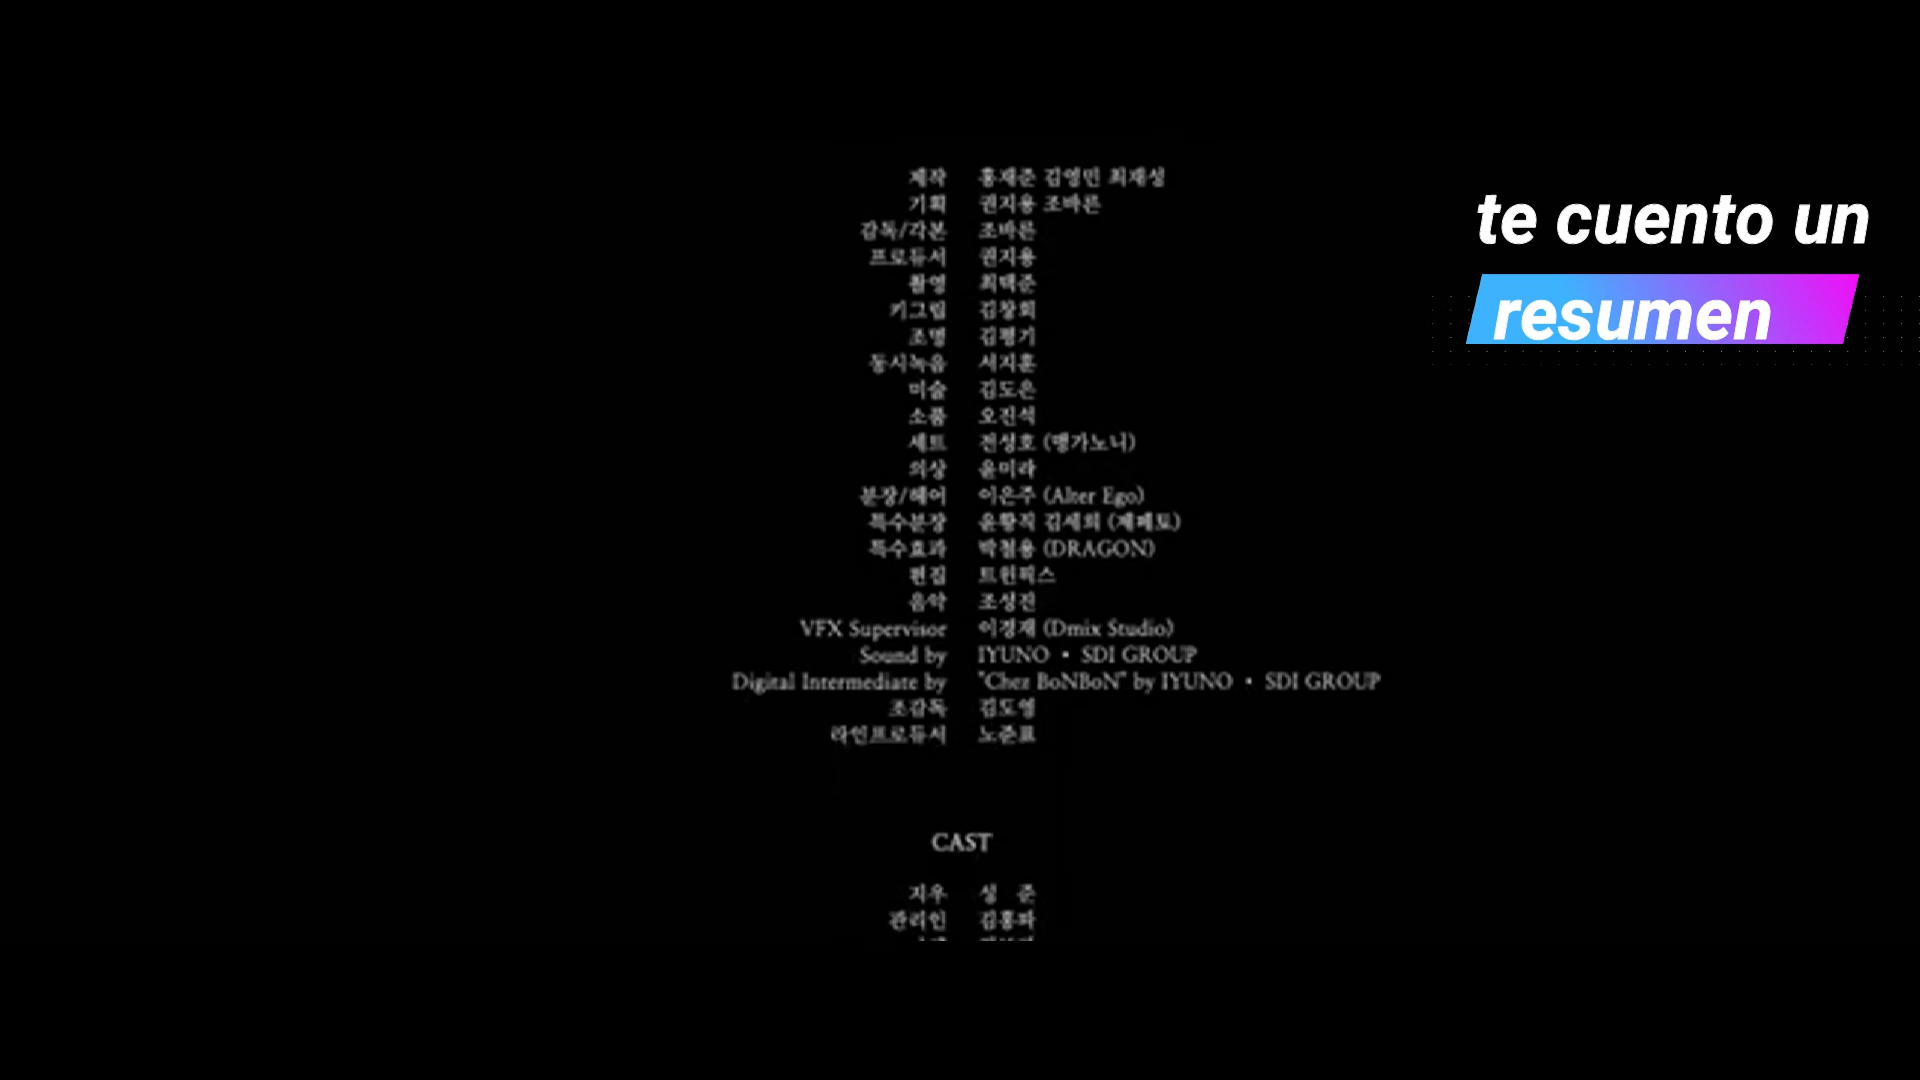 제작 홍재준 김영민 최재성
기획 권지용 조바른
감독/각본 조바른
프로듀서 권지용
촬영 최택준
키그립 김창회
조명 김평기
동시녹음 서지훈
미술 김도은
소품 오진석
세트 전성호 (맹가노니)
의상 윤미라
분장/헤어 이은주 (Alter Ego)
특수분장 윤황직 김세희 (제페토)
특수효과 박철용 (DRAGON)
편집 트윈픽스
음악 조성진
VFX Supervisor 이경재 (Dmix Studio)
Sound by IYUNO • SDI GROUP
Digital Intermediate by "Chez BoNBoN" by IYUNO • SDI GROUP
조감독 김도영
라인프로듀서 노준표
CAST
지우 성 준
관리인 김홍파
te cuento un
resumen